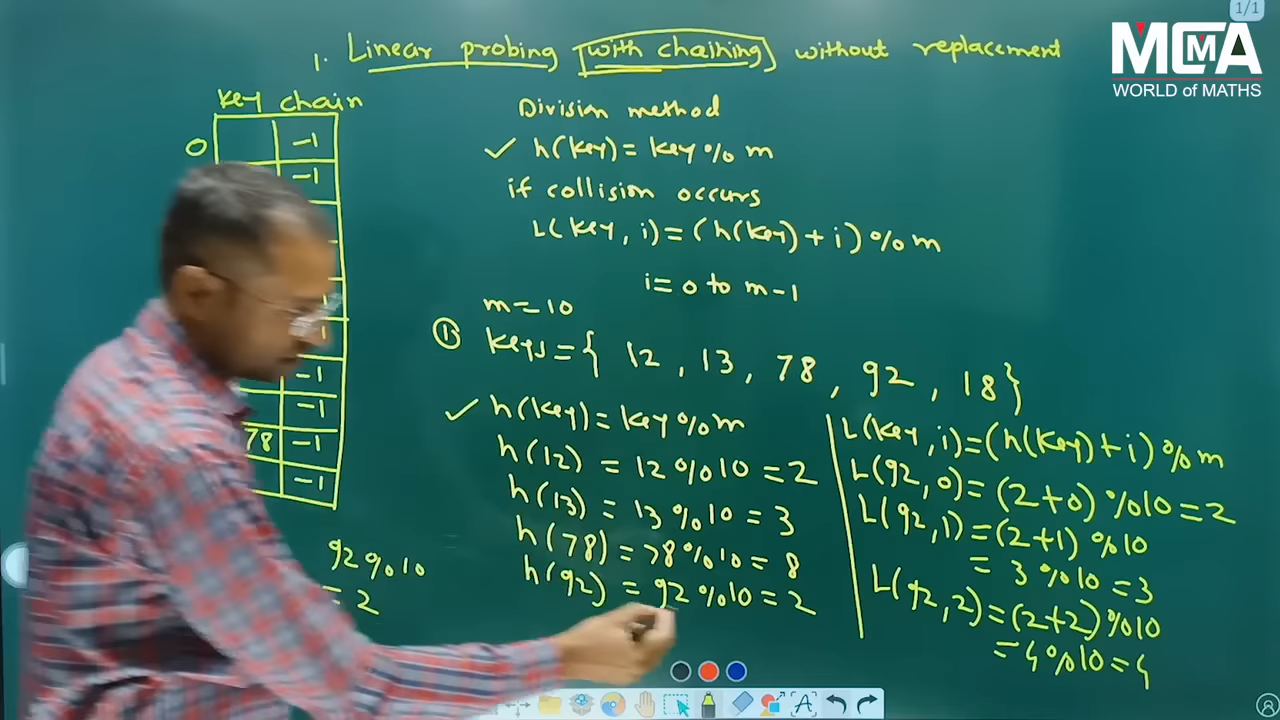 1/1
MCMA
WORLD of MATHS
1. Linear probing with chaining without replacement
key chain
0 -1
-1
-1
-1
78 -1
-1
92%10
= 2
Division method
✓ h(key) = key % m
if collision occurs
L(key, i) = (h(key) + i) % m
i = 0 to m-1
m = 10
① keys = { 12, 13, 78, 92, 18}
✓ h(key) = key % m
h(12) = 12 % 10 = 2
h(13) = 13 % 10 = 3
h(78) = 78 % 10 = 8
h(92) = 92 % 10 = 2
L(key, i) = (h(key) + i) % m
L(92, 0) = (2+0) % 10 = 2
L(92, 1) = (2+1) % 10
= 3 % 10 = 3
L(92, 2) = (2+2) % 10
= 4 % 10 = 4